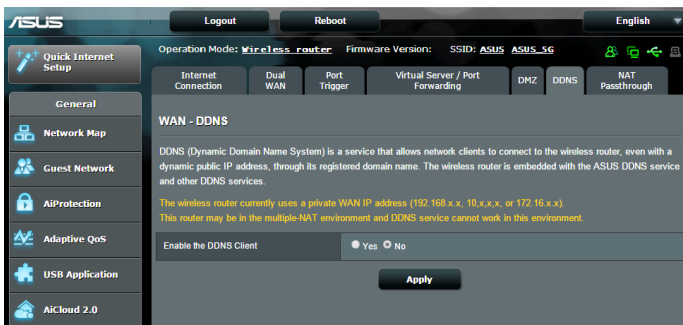 ASUS
Logout
Reboot
English
Quick Internet
Setup
General
Network Map
Guest Network
AiProtection
Adaptive QoS
USB Application
AiCloud 2.0
Operation Mode: Wireless router Firmware Version: SSID: ASUS ASUS_5G
Internet
Connection
Dual
WAN
Port
Trigger
Virtual Server / Port
Forwarding
DMZ
DDNS
NAT
Passthrough
WAN - DDNS
DDNS (Dynamic Domain Name System) is a service that allows network clients to connect to the wireless router, even with a
dynamic public IP address, through its registered domain name. The wireless router is embedded with the ASUS DDNS service
and other DDNS services.
The wireless router currently uses a private WAN IP address (192.168.x.x, 10,x,x,x, or 172.16.x.x).
This router may be in the multiple-NAT environment and DDNS service cannot work in this environment.
Enable the DDNS Client
Yes No
Apply